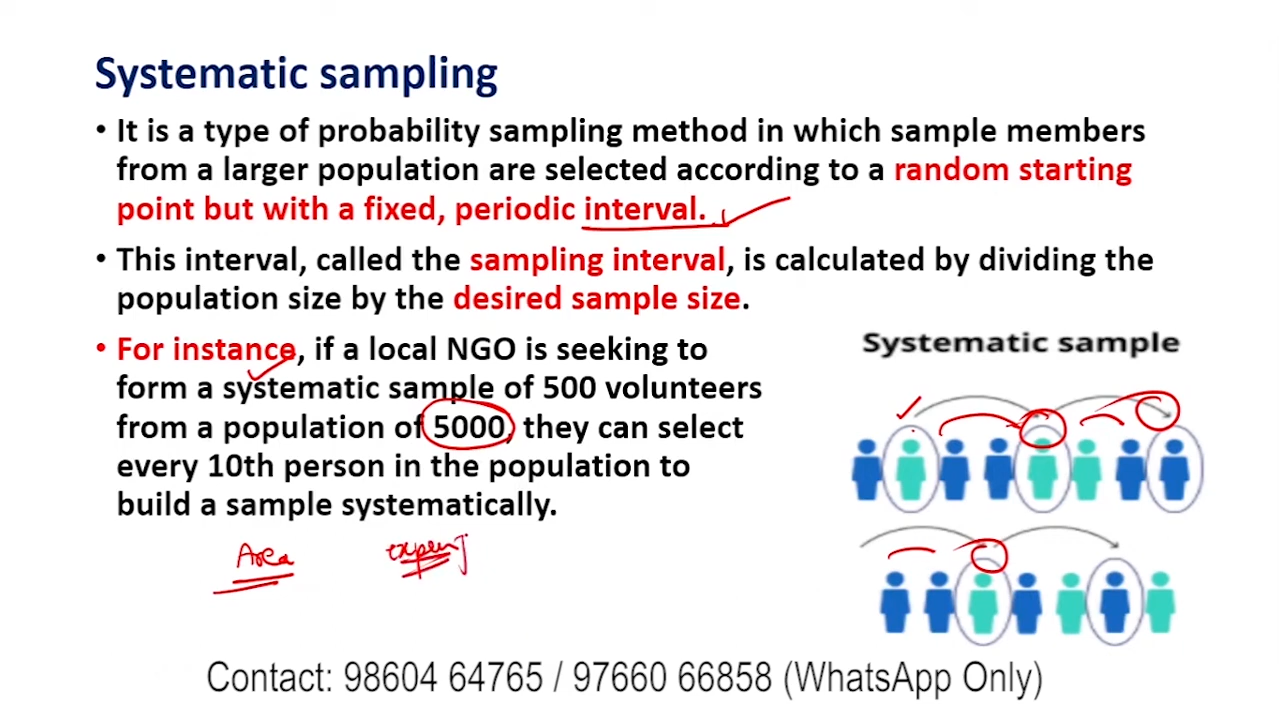 Systematic sampling
• It is a type of probability sampling method in which sample members
from a larger population are selected according to a random starting
point but with a fixed, periodic interval.
• This interval, called the sampling interval, is calculated by dividing the
population size by the desired sample size.
• For instance, if a local NGO is seeking to
form a systematic sample of 500 volunteers
from a population of 5000, they can select
every 10th person in the population to
build a sample systematically.
Systematic sample
Area
Contact: 98604 64765 / 97660 66858 (WhatsApp Only)